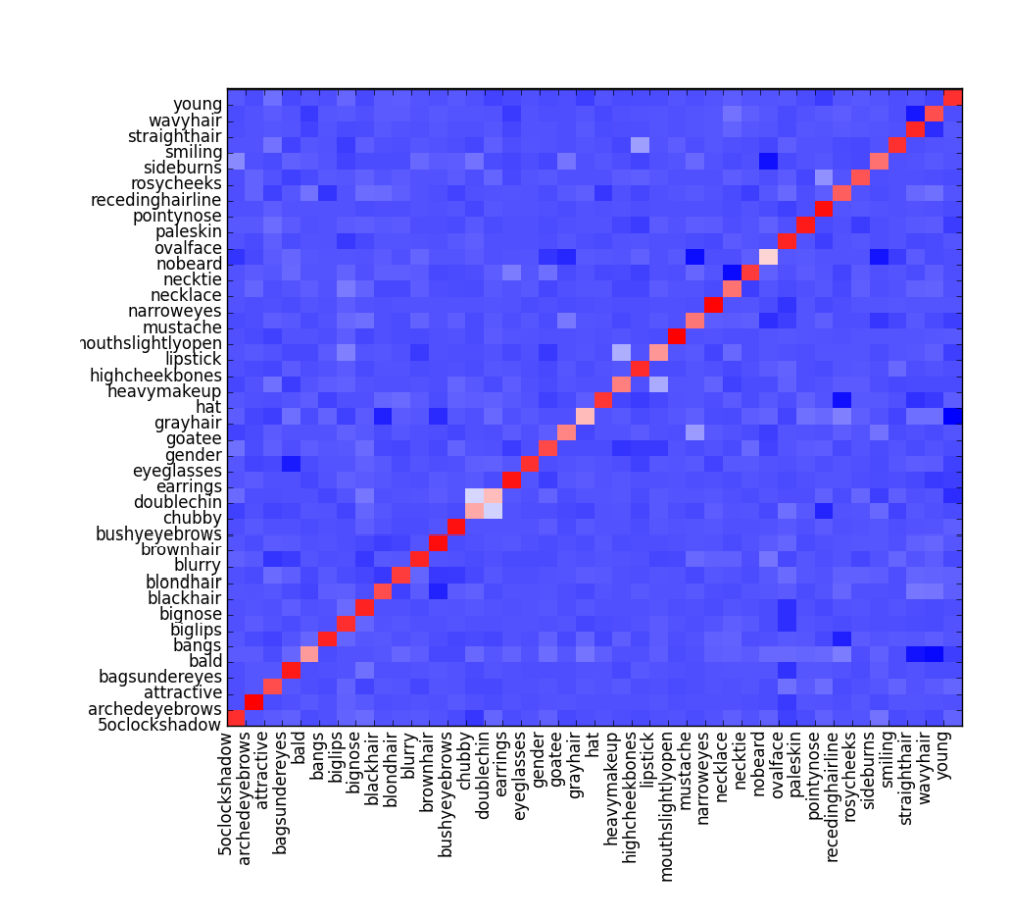 young
wavyhair
straighthair
smiling
sideburns
rosycheeks
recedinghairline
pointynose
paleskin
ovalface
nobeard
necktie
necklace
narroweyes
mustache
nouthslightlyopen
lipstick
highcheekbones
heavymakeup
hat
grayhair
goatee
gender
eyeglasses
earrings
doublechin
chubby
bushyeyebrows
brownhair
blurry
blondhair
blackhair
bignose
biglips
bangs
bald
bagsundereyes
attractive
archedeyebrows
5oclockshadow
5oclockshadow
archedeyebrows
attractive
bagsundereyes
bald
bangs
biglips
bignose
blackhair
blondhair
blurry
brownhair
bushyeyebrows
chubby
doublechin
earrings
eyeglasses
gender
goatee
grayhair
hat
heavymakeup
highcheekbones
lipstick
mouthslightlyopen
mustache
narroweyes
necklace
necktie
nobeard
ovalface
paleskin
pointynose
recedinghairline
rosycheeks
sideburns
smiling
straighthair
wavyhair
young